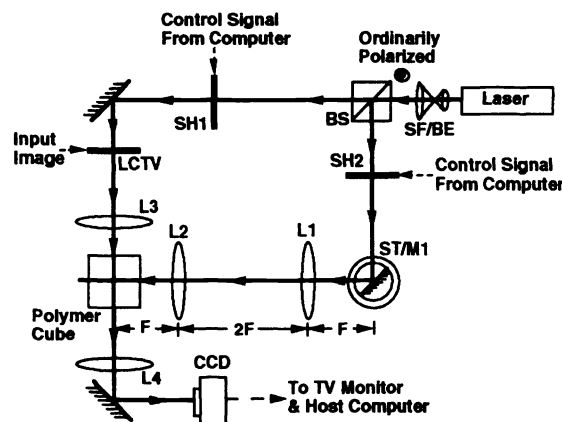 Control Signal
From Computer
Ordinarily
Polarized
Laser
BS
SF/BE
SH1
SH2
Input
Image
LCTV
Control Signal
From Computer
L3
L2
L1
ST/M1
Polymer
Cube
F
2F
F
L4
CCD
To TV Monitor
& Host Computer